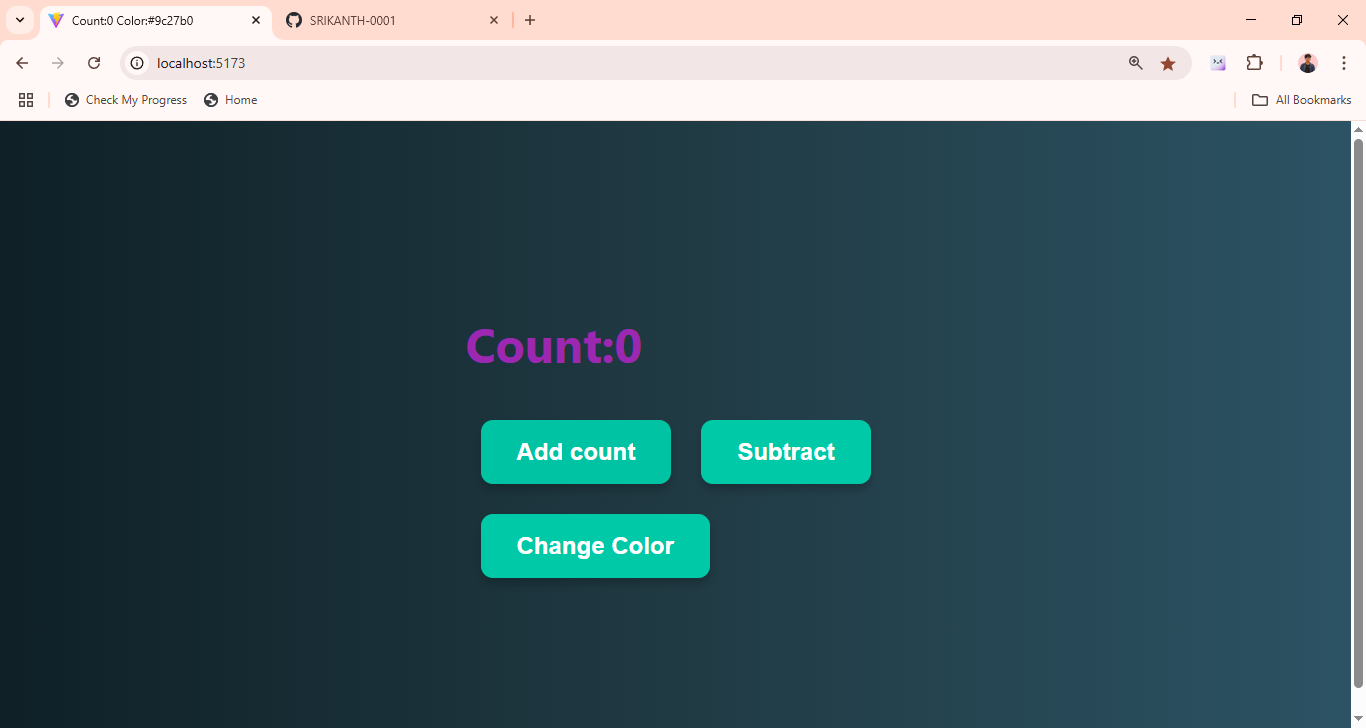 Count:0 Color:#9c27b0
SRIKANTH-0001
localhost:5173
Check My Progress
Home
All Bookmarks
Count:0
Add count
Subtract
Change Color